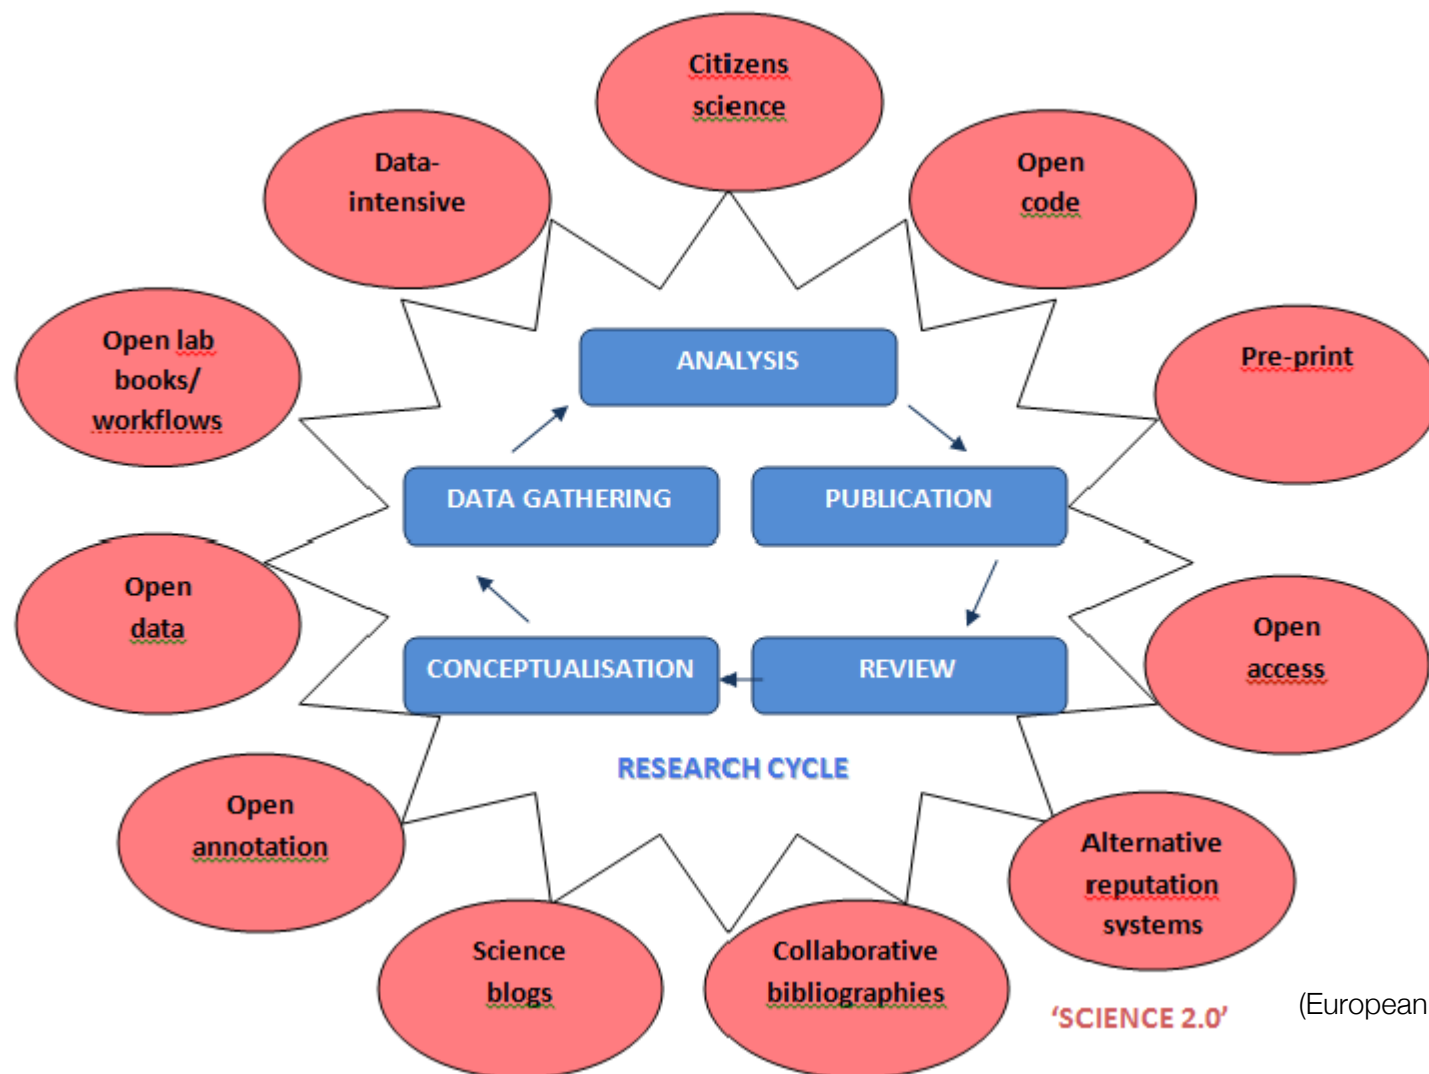 Citizens
science
Data-
intensive
Open
code
Open lab
books/
workflows
Pre-print
ANALYSIS
DATA GATHERING
PUBLICATION
Open
data
Open
access
CONCEPTUALISATION
REVIEW
RESEARCH CYCLE
Open
annotation
Alternative
reputation
systems
Science
blogs
Collaborative
bibliographies
'SCIENCE 2.0'
(European